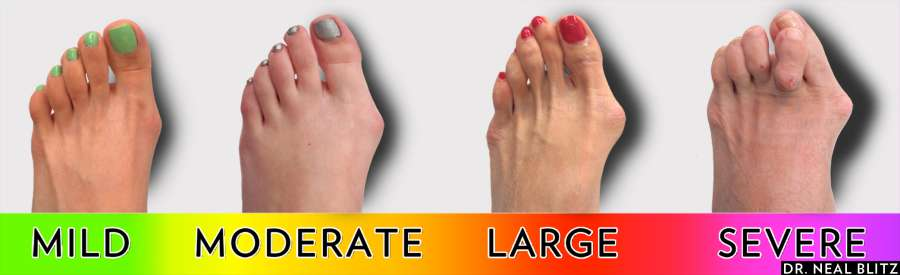 MILD MODERATE LARGE SEVERE
DR. NEAL BLITZ